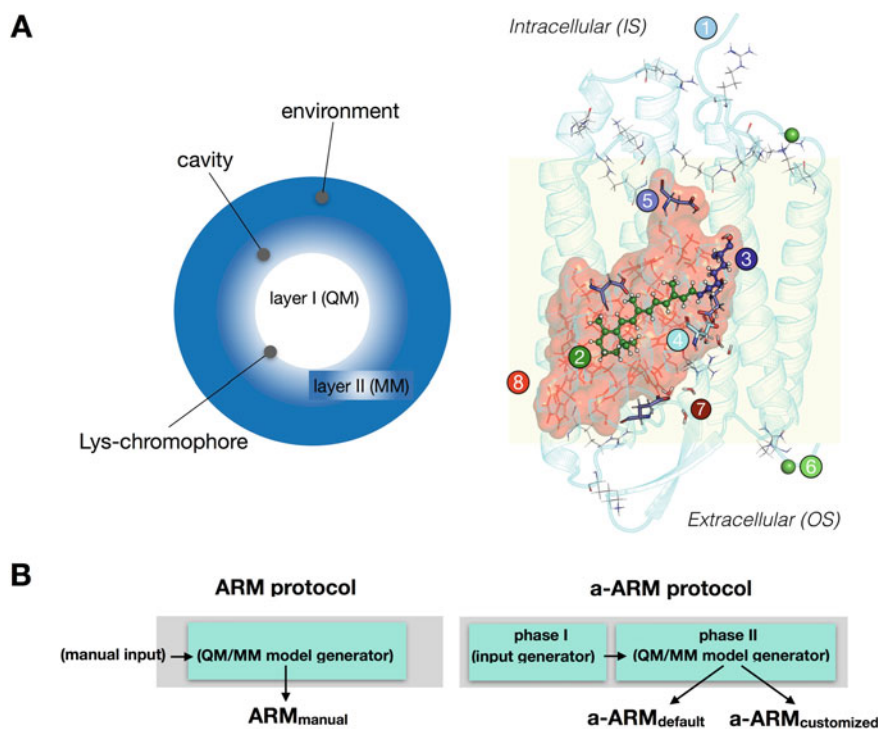 A
Intracellular (IS)
1
environment
cavity
5
3
layer I (QM)
4
2
layer II (MM)
8
7
Lys-chromophore
6
Extracellular (OS)
B
ARM protocol
a-ARM protocol
(manual input)
(QM/MM model generator)
phase I
(input generator)
phase II
(QM/MM model generator)
ARMmanual
a-ARMdefault
a-ARMcustomized